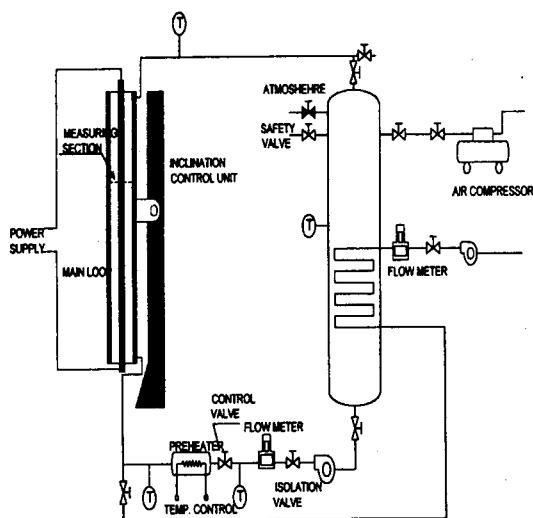 T
ATMOSHEHRE
MEASURING
SECTION
SAFETY
VALVE
INCLINATION
CONTROL UNIT
AIR COMPRESSOR
POWER
SUPPLY
T
MAIN LOOP
FLOW METER
CONTROL
VALVE
FLOW METER
PREHEATER
ISOLATION
VALVE
T
T
TEMP. CONTROL